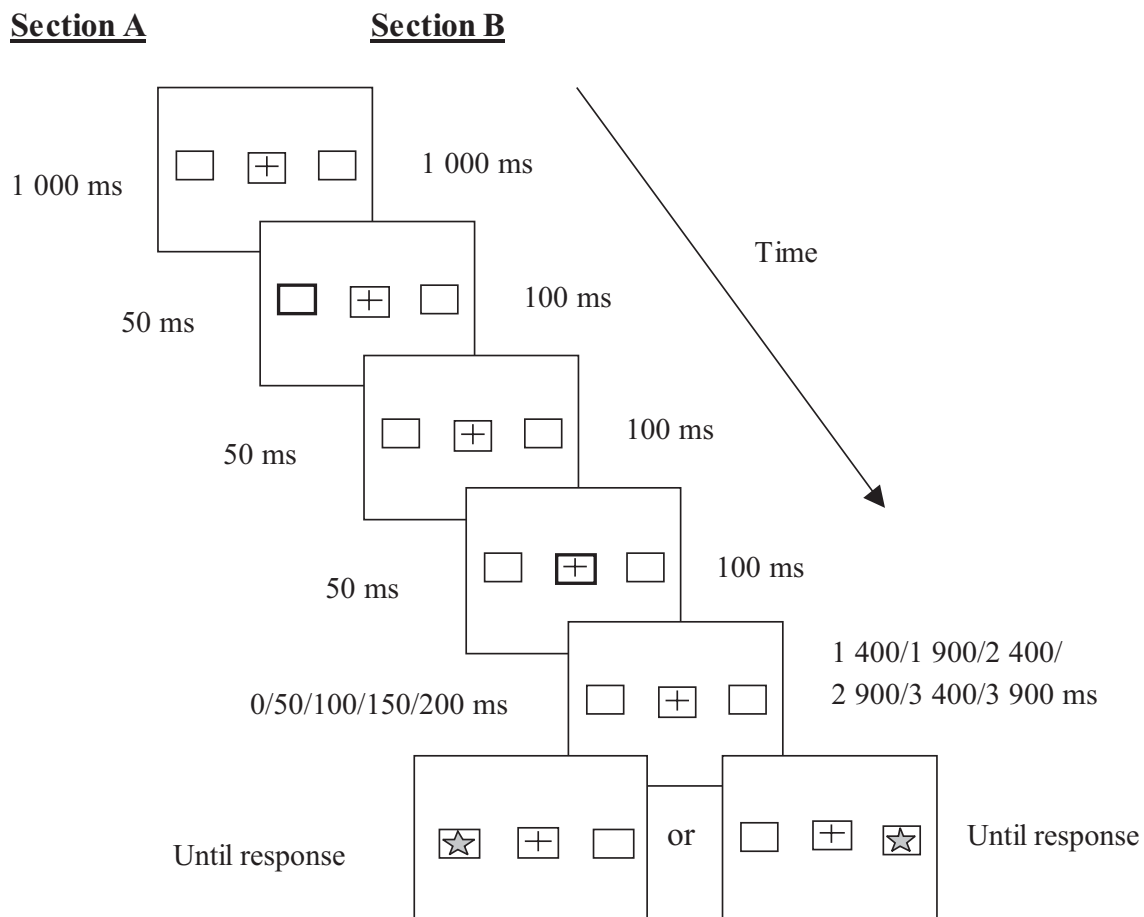 Section A
Section B
1 000 ms
1 000 ms
Time
50 ms
100 ms
50 ms
100 ms
50 ms
100 ms
0/50/100/150/200 ms
1 400/1 900/2 400/
2 900/3 400/3 900 ms
Until response
or
Until response